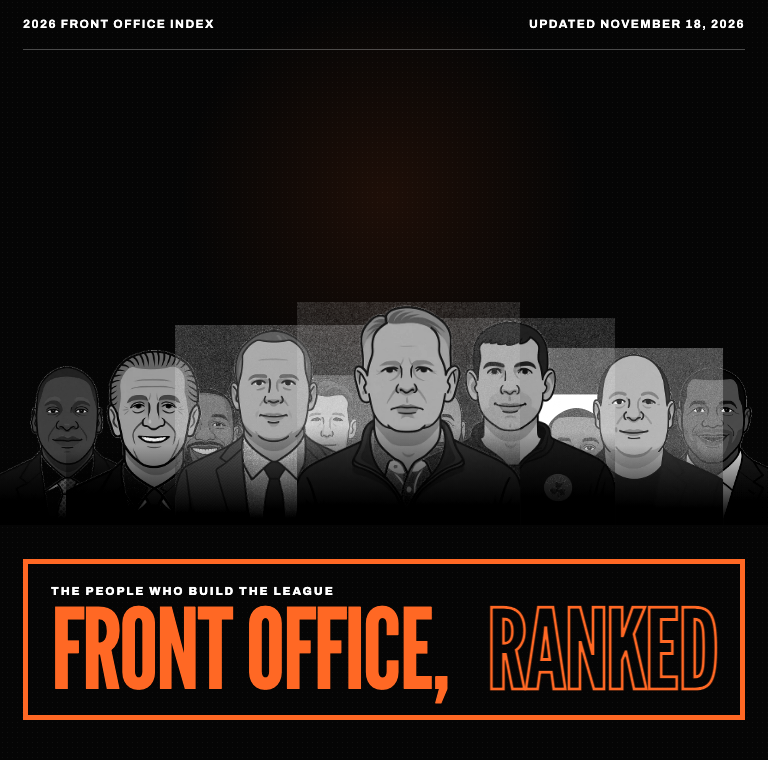 2026 FRONT OFFICE INDEX
UPDATED NOVEMBER 18, 2026
THE PEOPLE WHO BUILD THE LEAGUE
FRONT OFFICE, RANKED